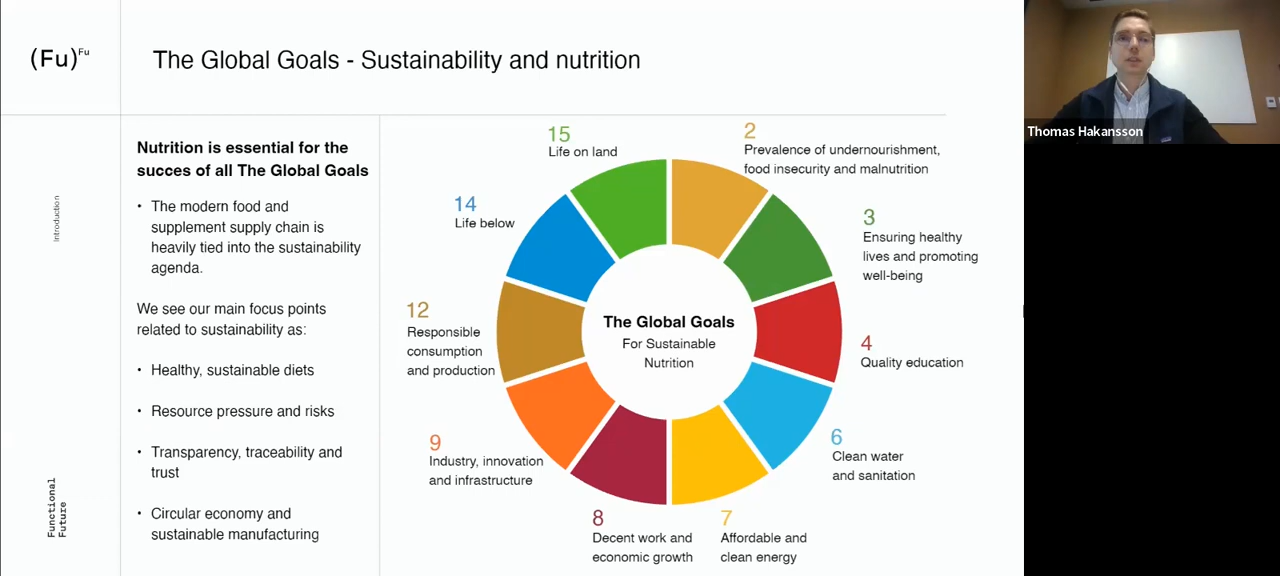 (Fu)Fu
The Global Goals - Sustainability and nutrition
Thomas Hakansson
Introduction
Functional
Future
Nutrition is essential for the
succes of all The Global Goals
• The modern food and
supplement supply chain is
heavily tied into the sustainability
agenda.
We see our main focus points
related to sustainability as:
• Healthy, sustainable diets
• Resource pressure and risks
• Transparency, traceability and
trust
• Circular economy and
sustainable manufacturing
15
Life on land
2
Prevalence of undernourishment,
food insecurity and malnutrition
14
Life below
3
Ensuring healthy
lives and promoting
well-being
12
Responsible
consumption
and production
The Global Goals
For Sustainable
Nutrition
4
Quality education
9
Industry, innovation
and infrastructure
6
Clean water
and sanitation
8
Decent work and
economic growth
7
Affordable and
clean energy